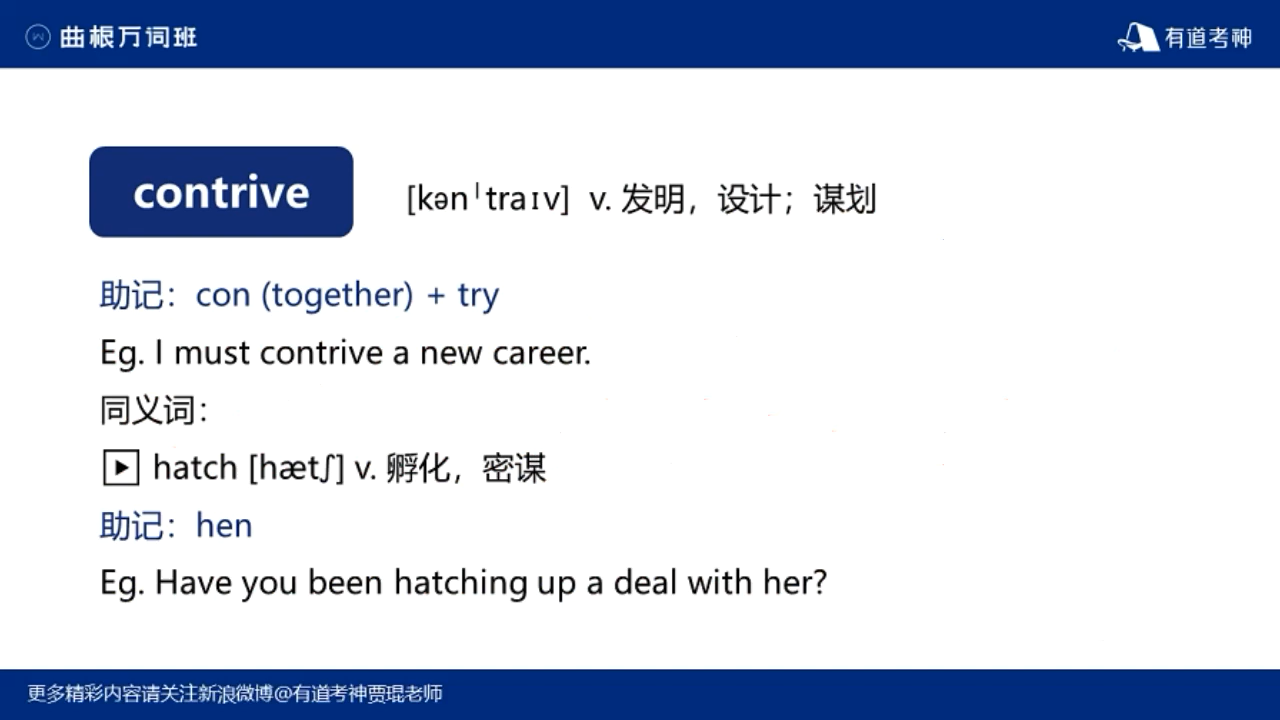 曲根万词班
有道考神
contrive
[kənˈtraɪv] v. 发明，设计；谋划
助记：con (together) + try
Eg. I must contrive a new career.
同义词：
hatch [hætʃ] v. 孵化，密谋
助记：hen
Eg. Have you been hatching up a deal with her?
更多精彩内容请关注新浪微博@有道考神贾琨老师